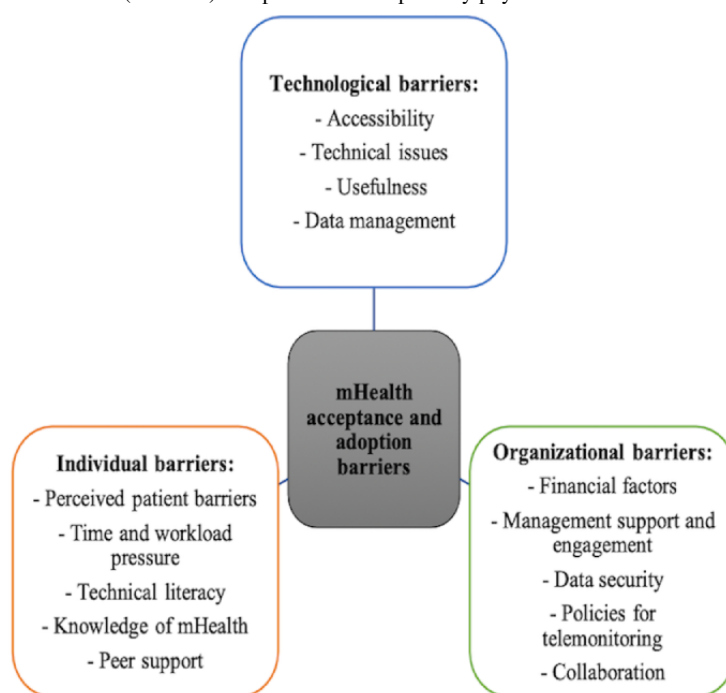 Technological barriers:
- Accessibility
- Technical issues
- Usefulness
- Data management
mHealth
acceptance and
adoption
barriers
Individual barriers:
- Perceived patient barriers
- Time and workload
pressure
- Technical literacy
- Knowledge of mHealth
- Peer support
Organizational barriers:
- Financial factors
- Management support and
engagement
- Data security
- Policies for
telemonitoring
- Collaboration